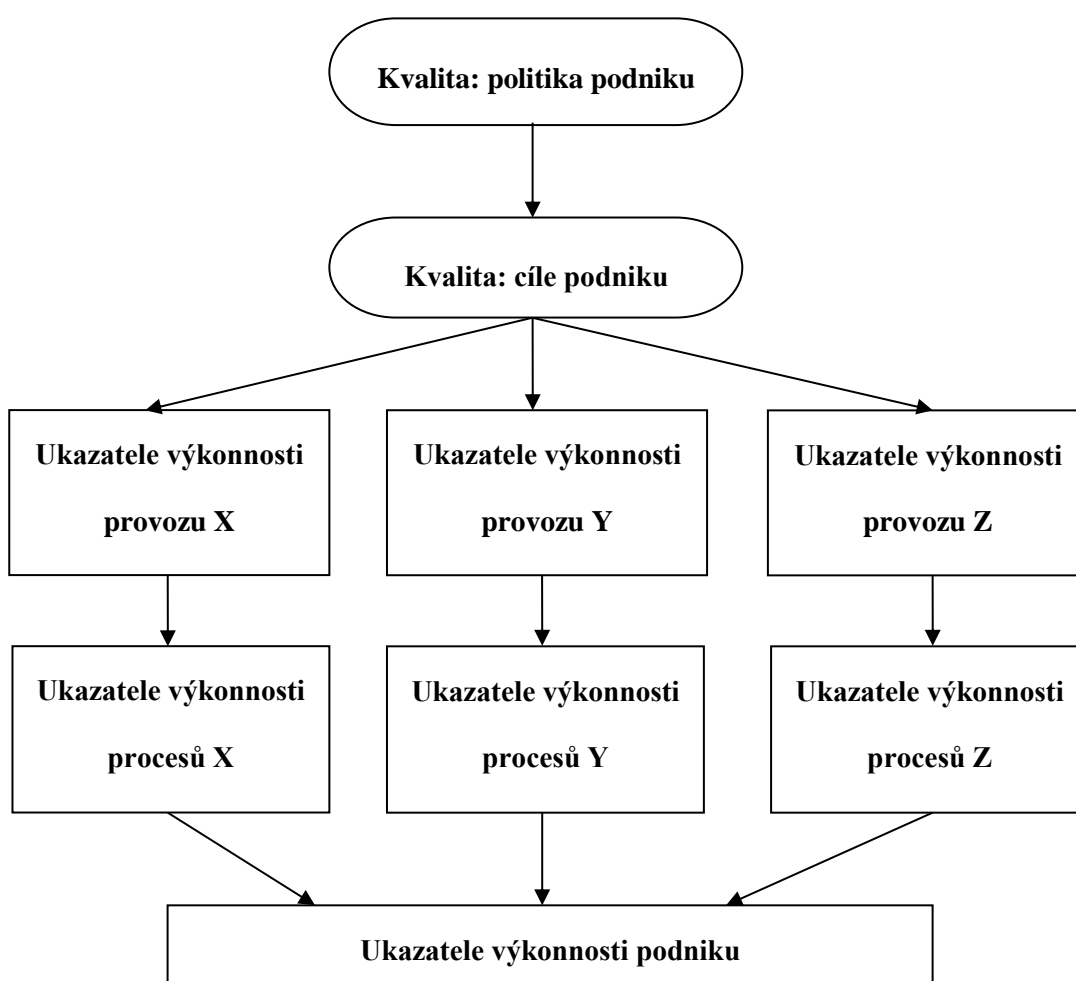 Kvalita: politika podniku
Kvalita: cíle podniku
Ukazatele výkonnosti
provozu X
Ukazatele výkonnosti
provozu Y
Ukazatele výkonnosti
provozu Z
Ukazatele výkonnosti
procesů X
Ukazatele výkonnosti
procesů Y
Ukazatele výkonnosti
procesů Z
Ukazatele výkonnosti podniku